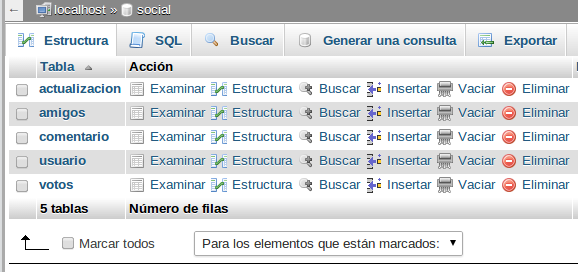 localhost » social
Estructura SQL Buscar Generar una consulta Exportar
Tabla Acción
actualizacion Examinar Estructura Buscar Insertar Vaciar Eliminar
amigos Examinar Estructura Buscar Insertar Vaciar Eliminar
comentario Examinar Estructura Buscar Insertar Vaciar Eliminar
usuario Examinar Estructura Buscar Insertar Vaciar Eliminar
votos Examinar Estructura Buscar Insertar Vaciar Eliminar
5 tablas Número de filas
Marcar todos Para los elementos que están marcados: